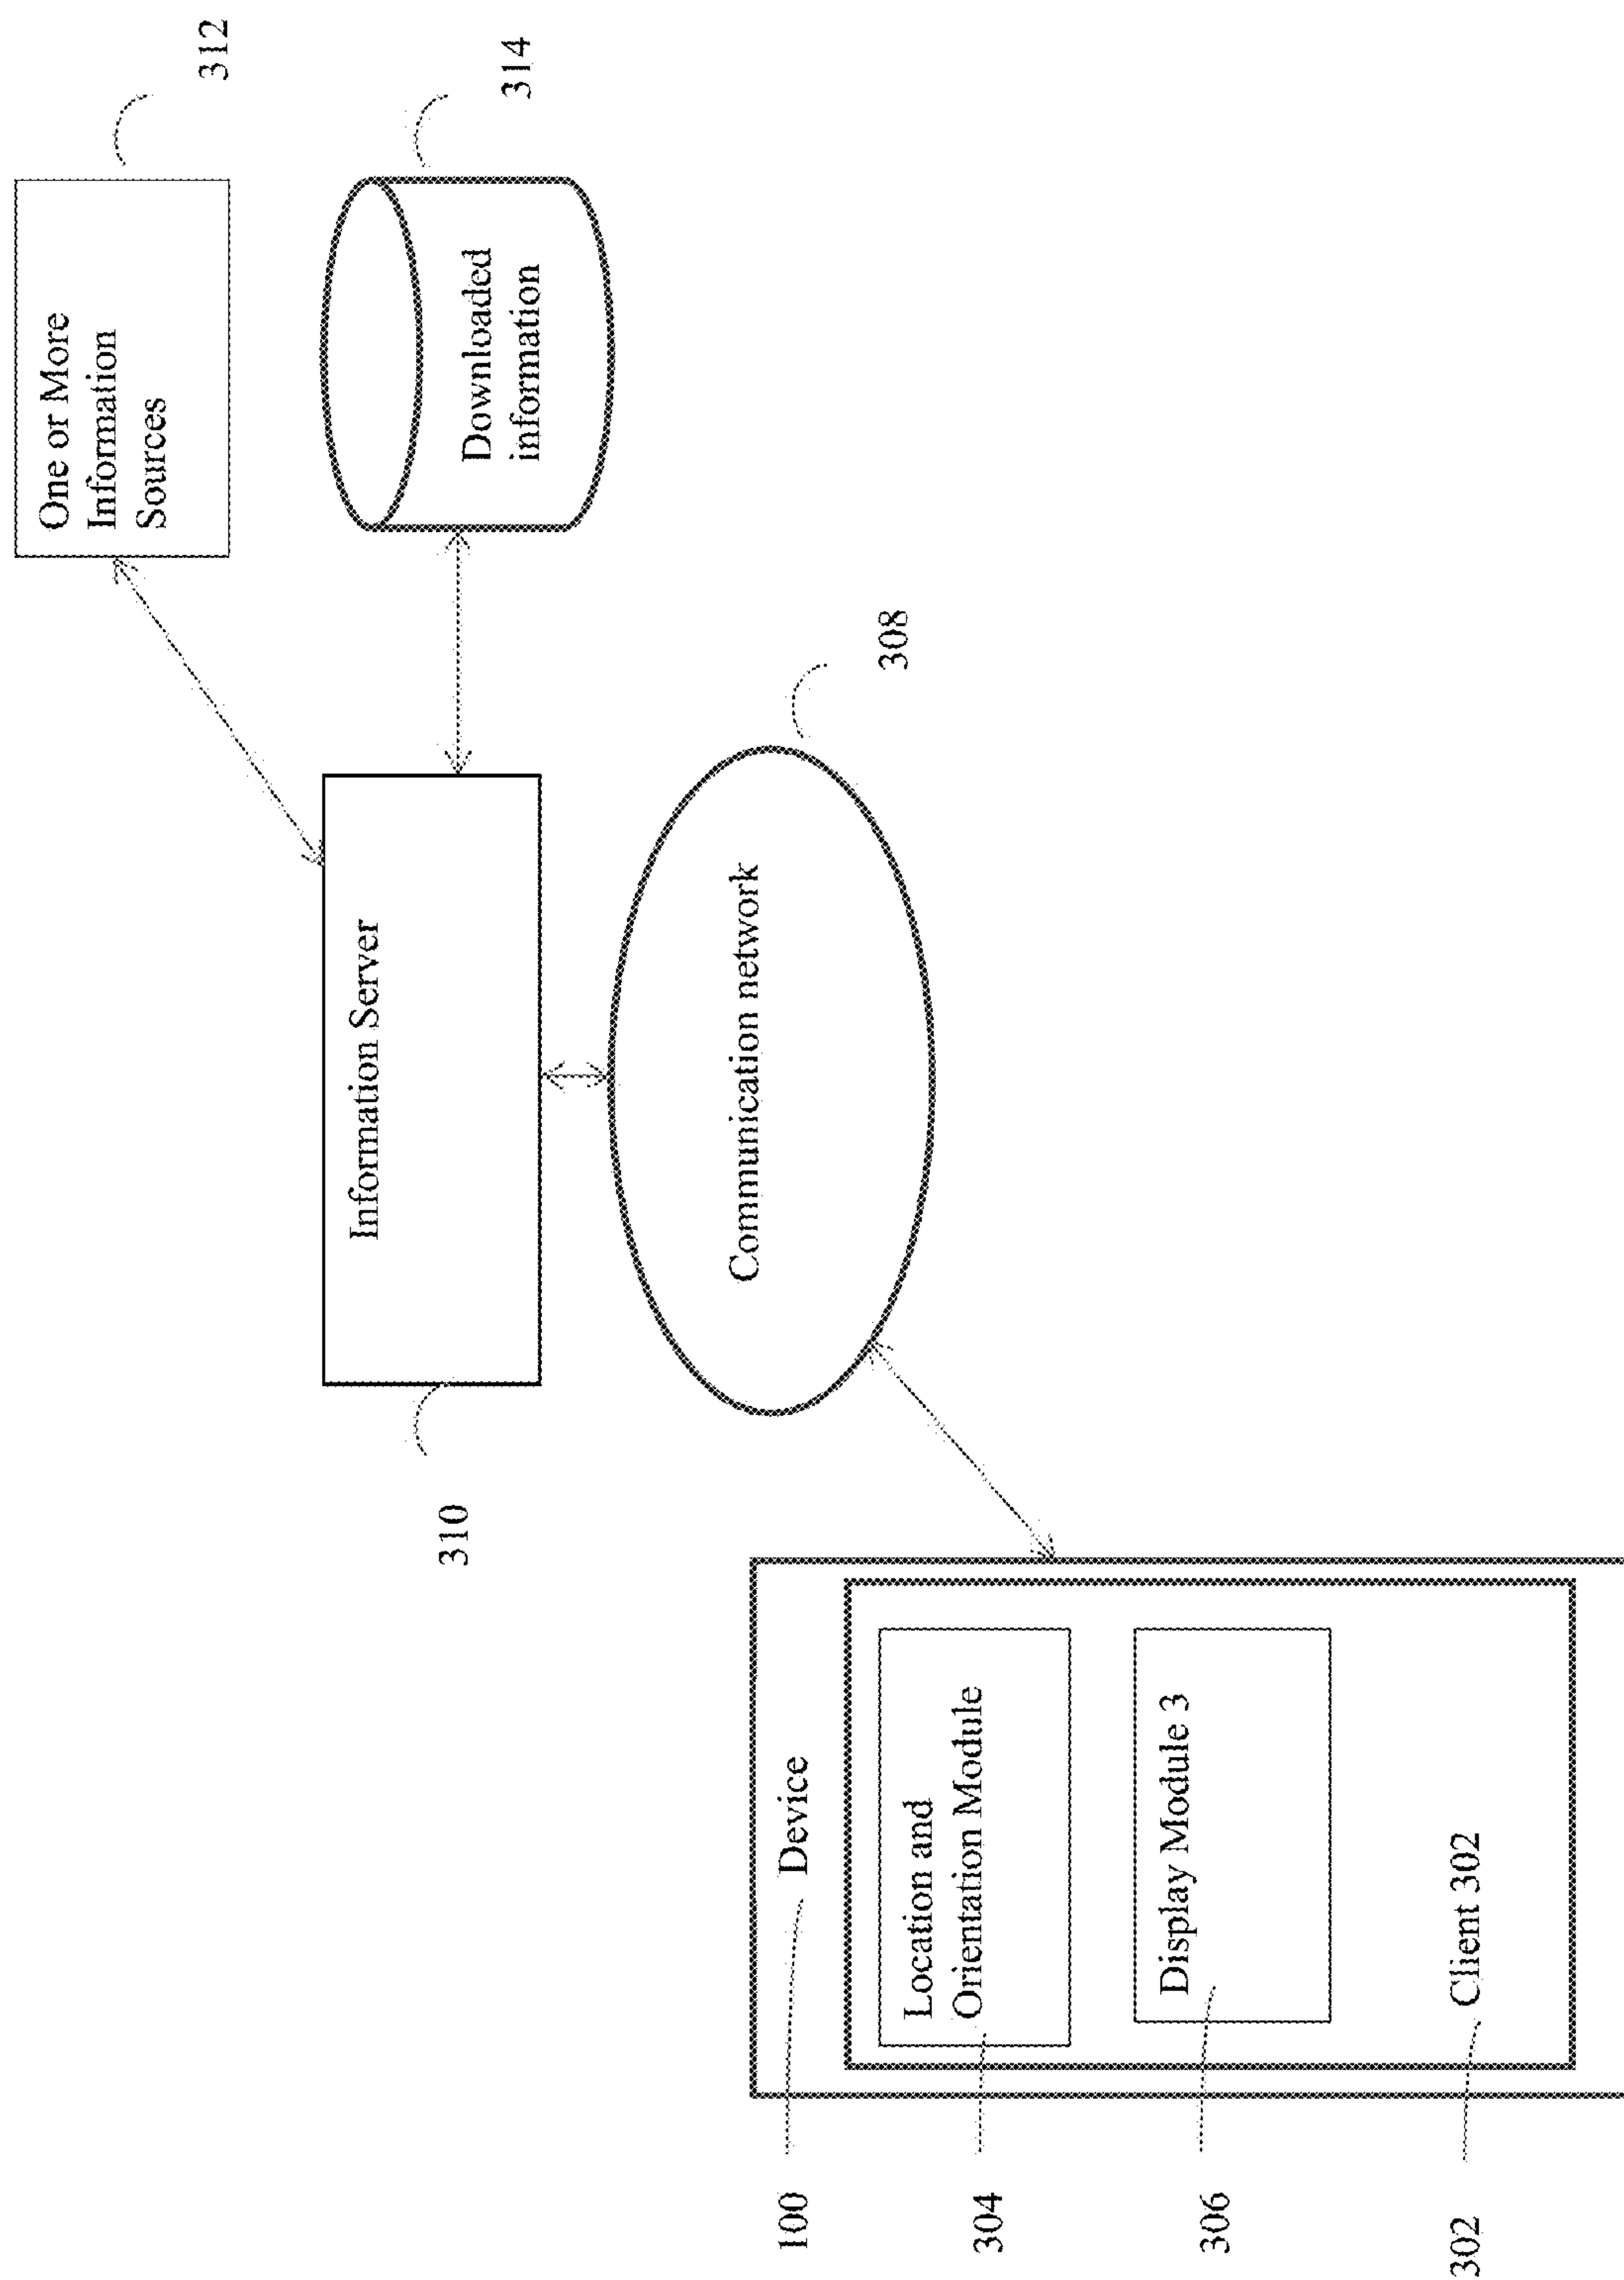 One or More
Information
Sources
312
Downloaded
information
314
Information Server
310
Communication network
308
Device
100
Location and
Orientation Module
304
Display Module 3
306
Client 302
302